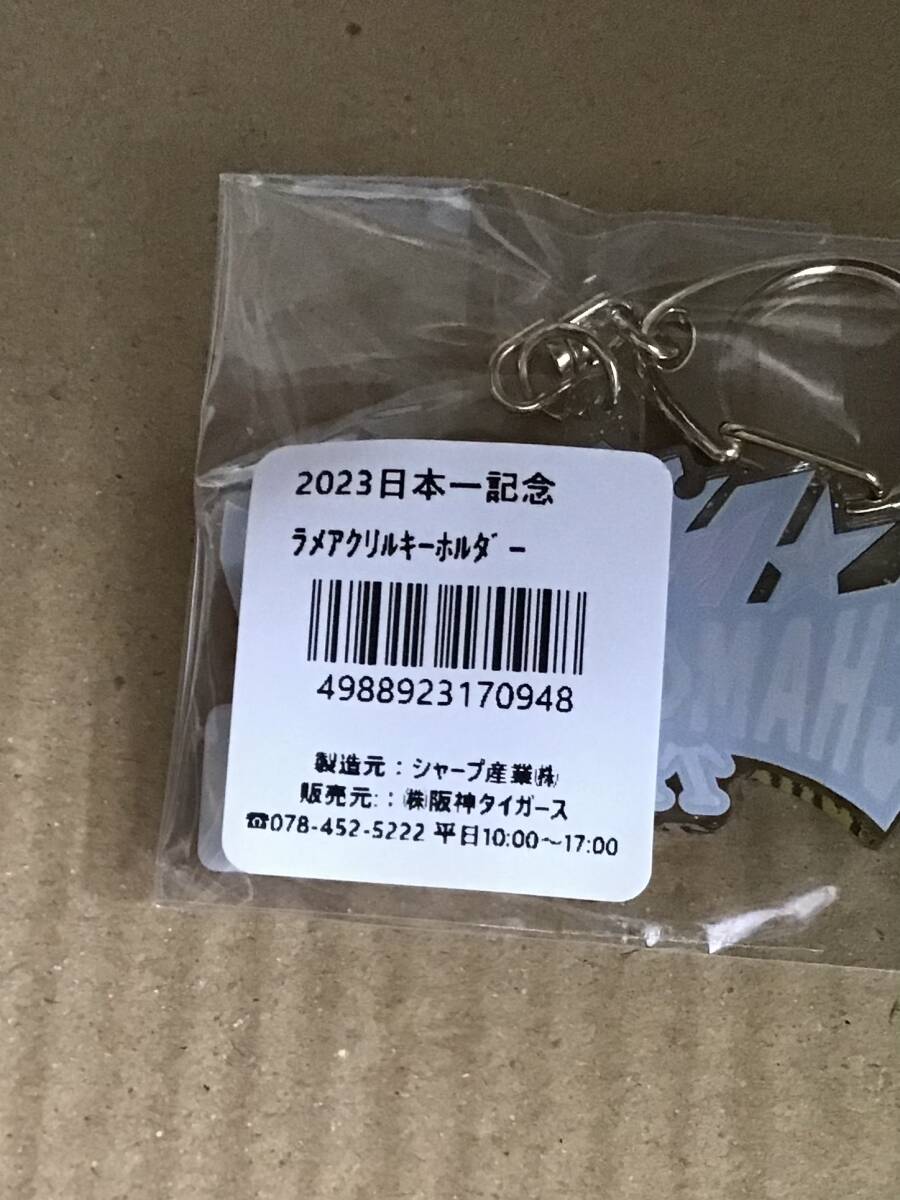 2023日本一記念
ﾗﾒｱｸﾘﾙｷｰﾎﾙﾀﾞｰ
4988923170948
製造元：シャープ産業㈱
販売元：：㈱阪神タイガース
☎078-452-5222 平日10:00～17:00